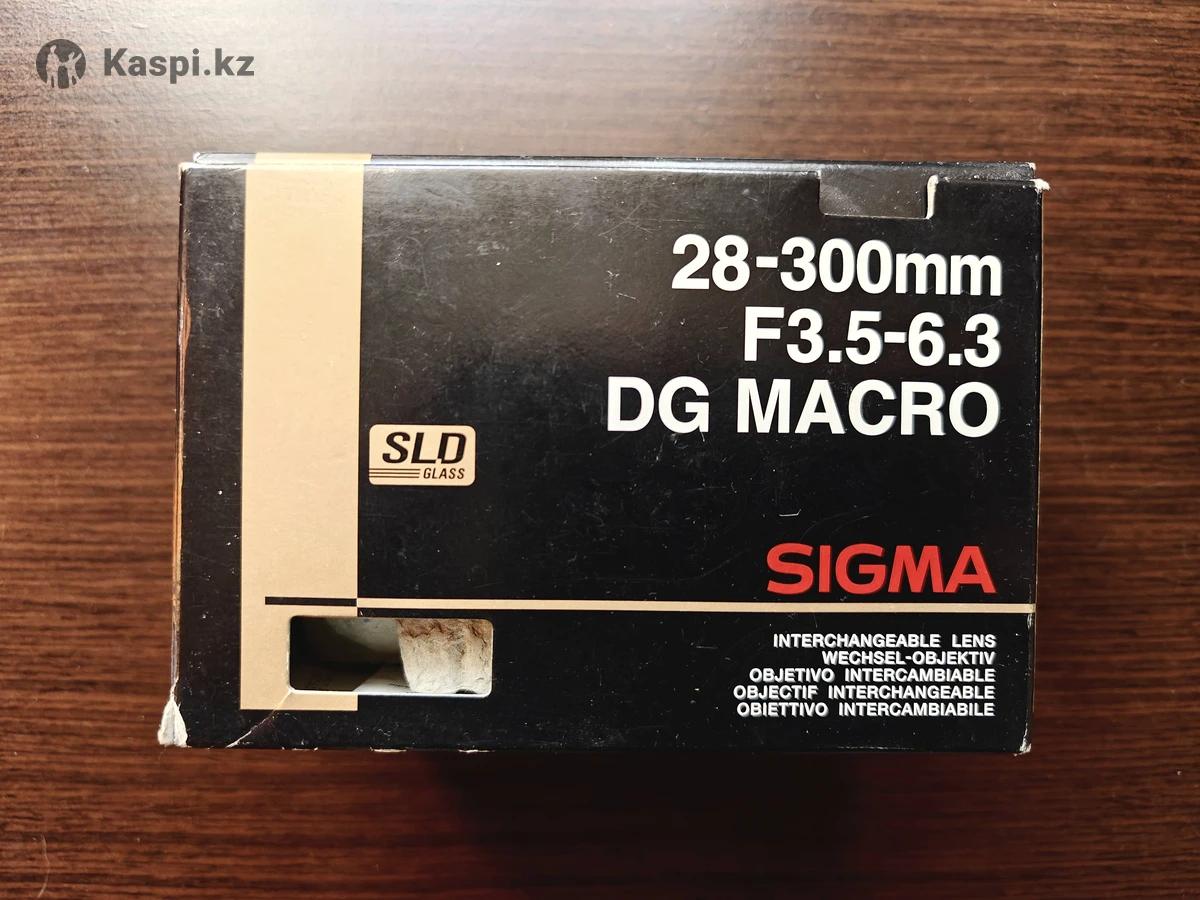 Kaspi.kz
28-300mm
F3.5-6.3
DG MACRO
SLD
GLASS
SIGMA
INTERCHANGEABLE LENS
WECHSEL-OBJEKTIV
OBJETIVO INTERCAMBIABLE
OBJECTIF INTERCHANGEABLE
OBIETTIVO INTERCAMBIABILE